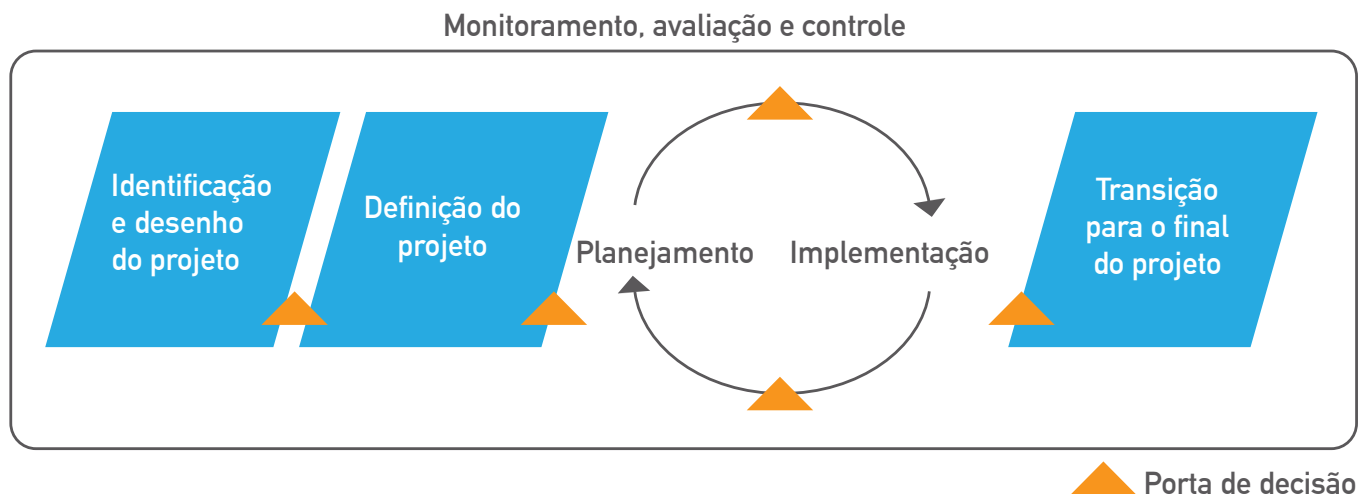 Monitoramento, avaliação e controle
Identificação
e desenho
do projeto
Definição do
projeto
Planejamento
Implementação
Transição
para o final
do projeto
Porta de decisão